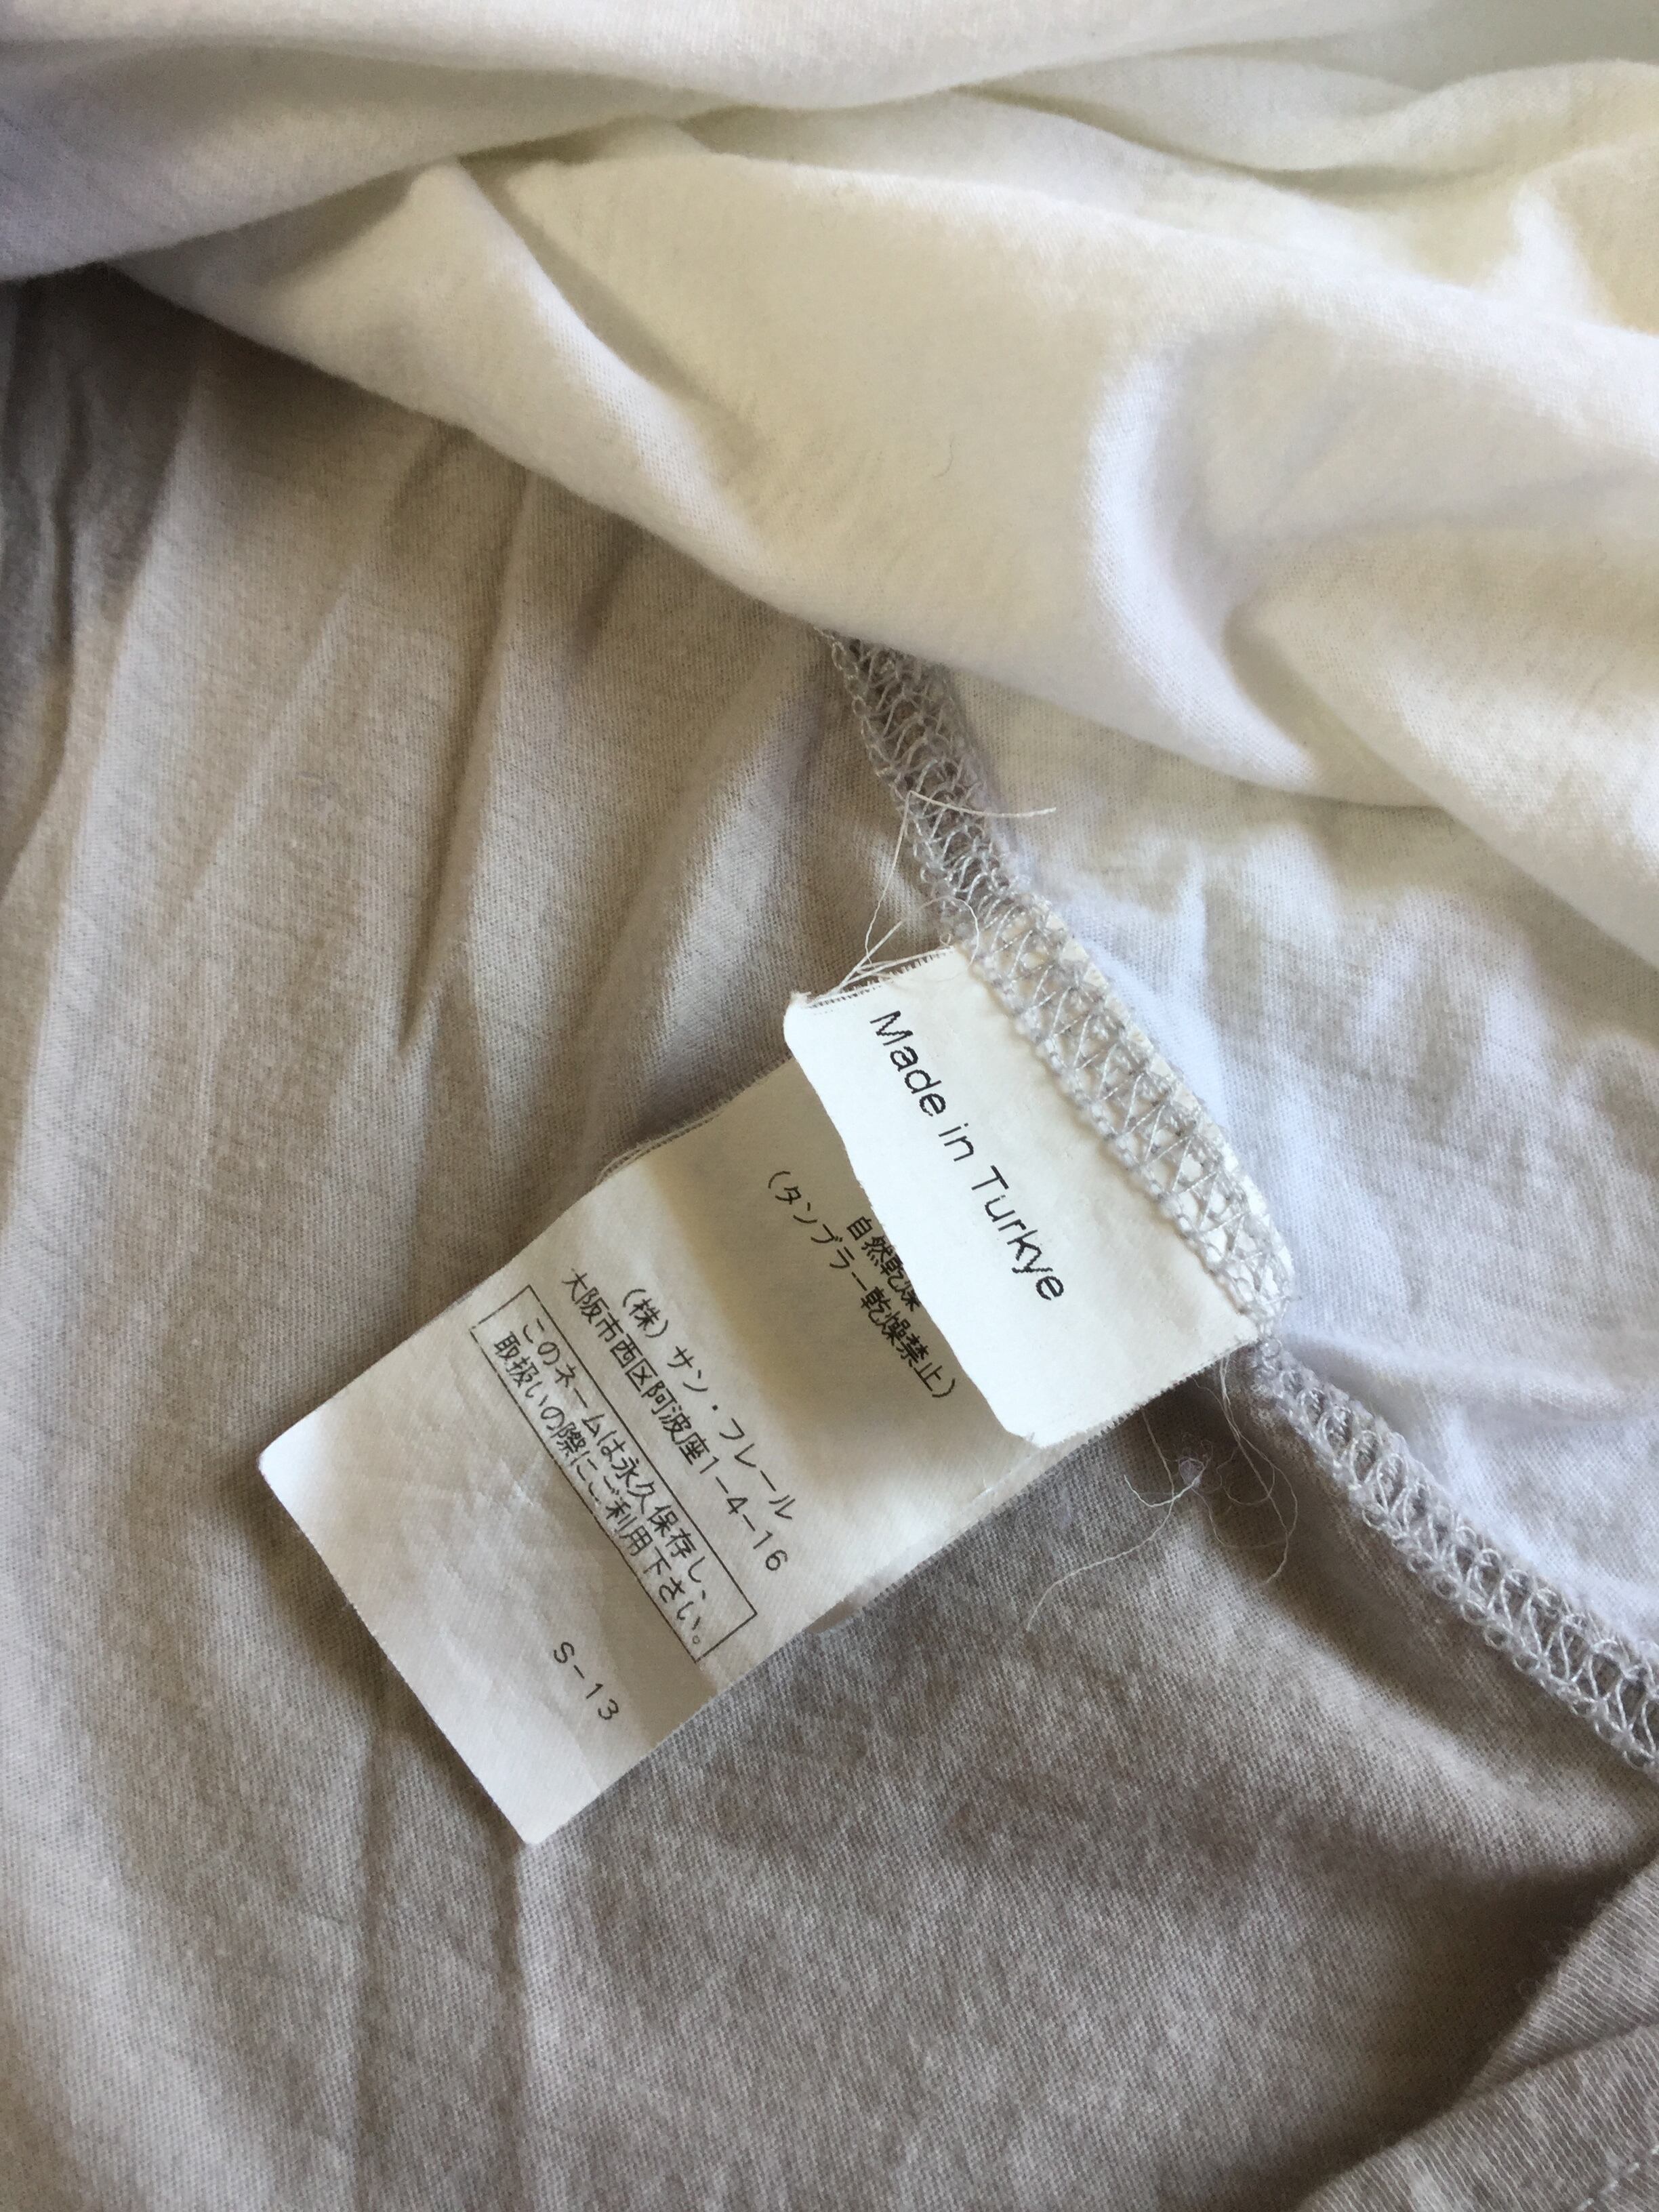 Made in Turkye
自然乾燥
（タンブラー乾燥禁止）
（株）サン・フレール
大阪市西区阿波座1-4-16
このネームは永久保存し、
取扱いの際にご利用下さい。
S-13